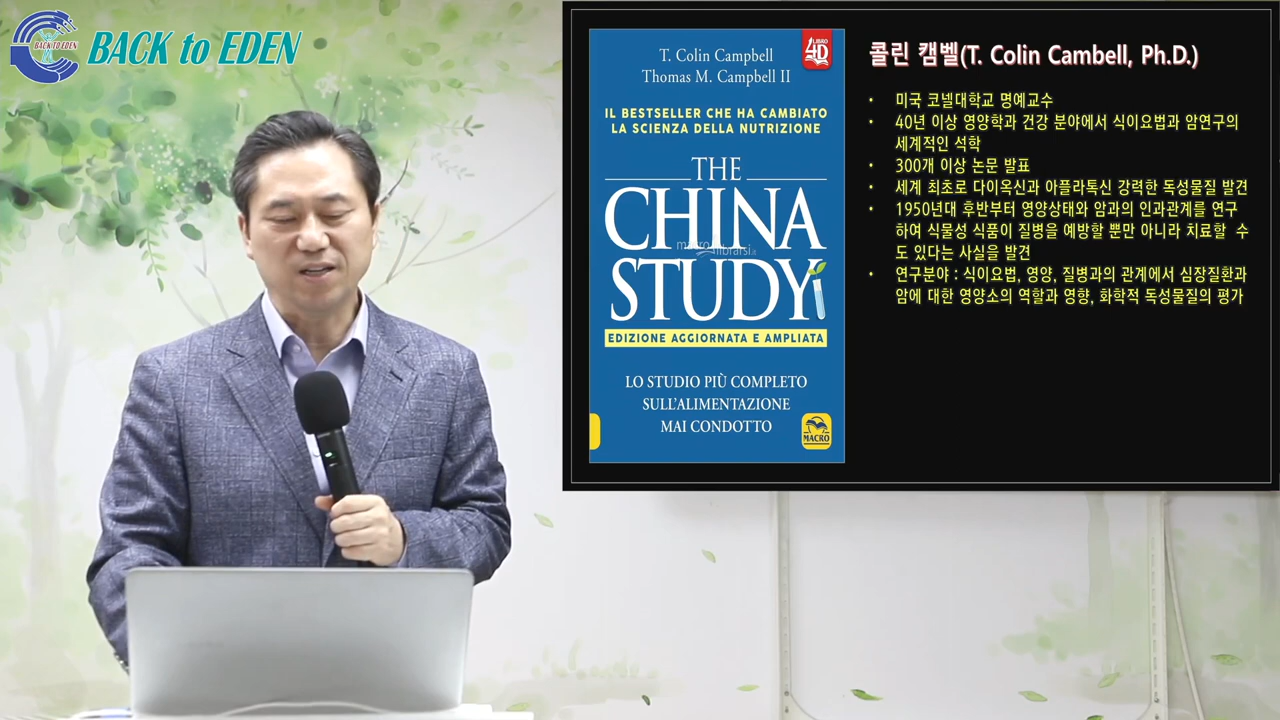 BACK TO EDEN
BACK to EDEN
T. Colin Campbell
Thomas M. Campbell II
LIBRO
4D
IL BESTSELLER CHE HA CAMBIATO
LA SCIENZA DELLA NUTRIZIONE
THE
CHINA
STUDY
macrolibrarsi.it
EDIZIONE AGGIORNATA E AMPLIATA
LO STUDIO PIÙ COMPLETO
SULL'ALIMENTAZIONE
MAI CONDOTTO
MACRO
콜린 캠벨(T. Colin Cambell, Ph.D.)
• 미국 코넬대학교 명예교수
• 40년 이상 영양학과 건강 분야에서 식이요법과 암연구의
세계적인 석학
• 300개 이상 논문 발표
• 세계 최초로 다이옥신과 아플라톡신 강력한 독성물질 발견
• 1950년대 후반부터 영양상태와 암과의 인과관계를 연구
하여 식물성 식품이 질병을 예방할 뿐만 아니라 치료할 수
도 있다는 사실을 발견
• 연구분야 : 식이요법, 영양, 질병과의 관계에서 심장질환과
암에 대한 영양소의 역할과 영향, 화학적 독성물질의 평가